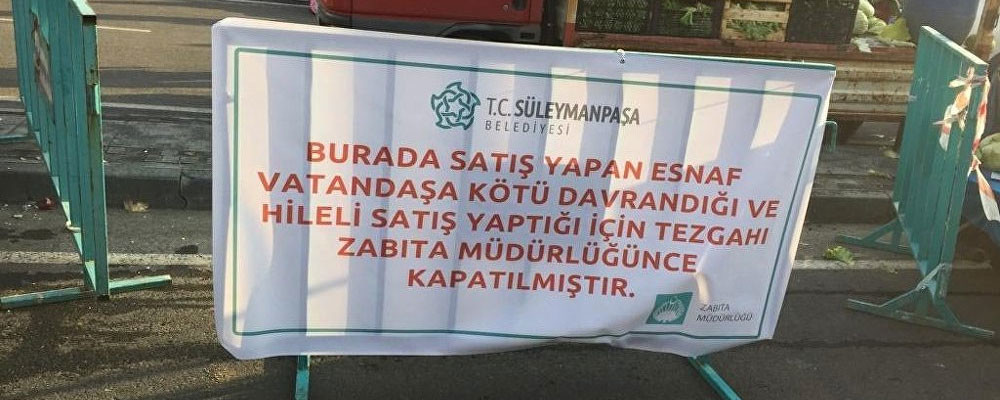 T.C. SÜLEYMANPAŞA
BELEDİYESİ
BURADA SATIŞ YAPAN ESNAF
VATANDAŞA KÖTÜ DAVRANDIĞI VE
HİLELİ SATIŞ YAPTIĞI İÇİN TEZGAHI
ZABITA MÜDÜRLÜĞÜNCE
KAPATILMIŞTIR.
ZABITA
MÜDÜRLÜĞÜ